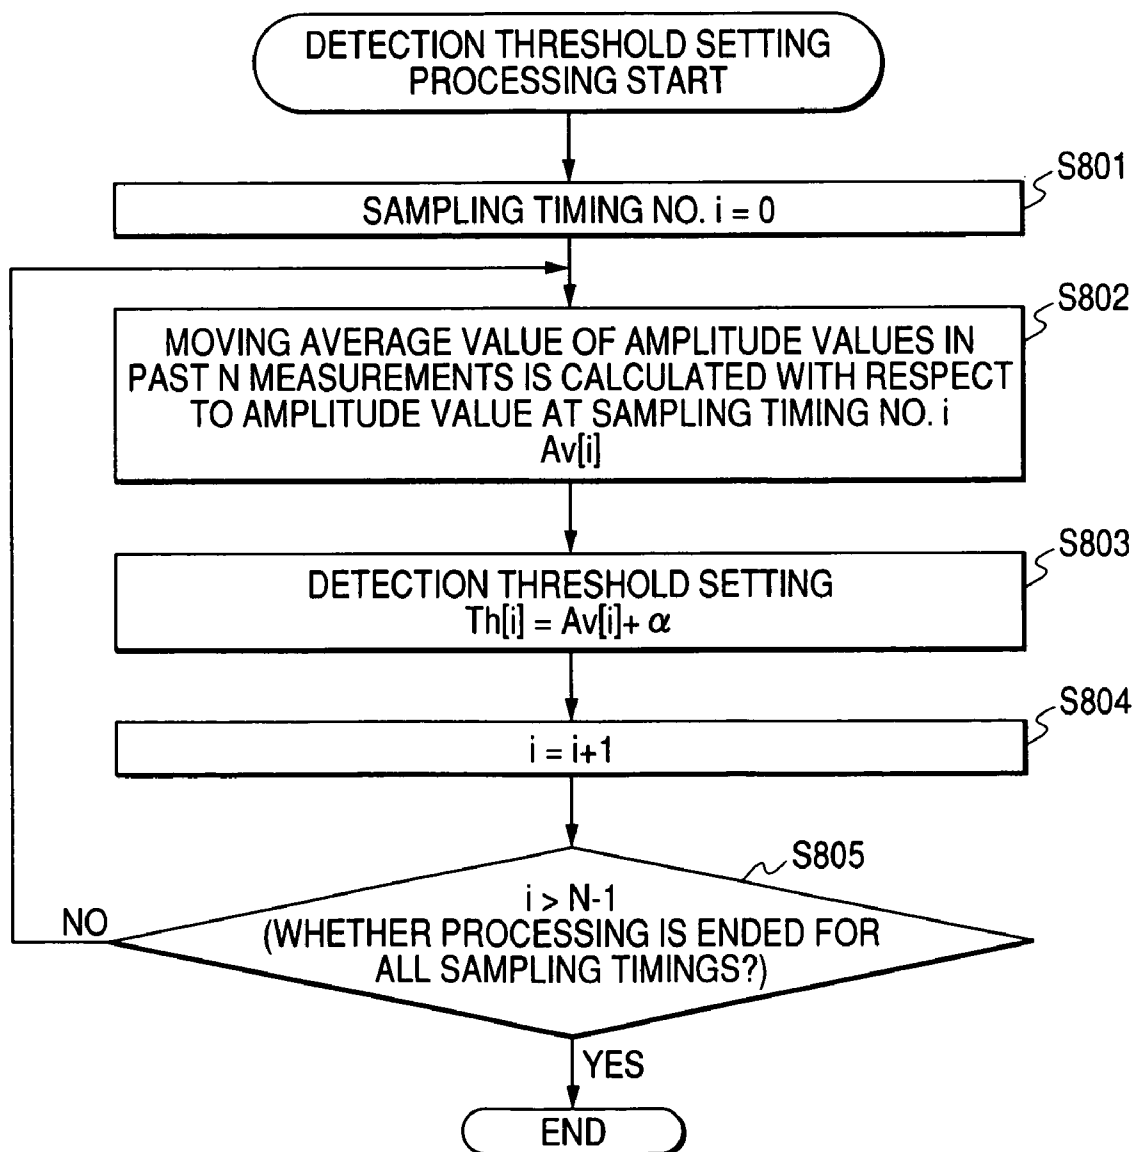 DETECTION THRESHOLD SETTING
PROCESSING START
S801
SAMPLING TIMING NO. i = 0
S802
MOVING AVERAGE VALUE OF AMPLITUDE VALUES IN
PAST N MEASUREMENTS IS CALCULATED WITH RESPECT
TO AMPLITUDE VALUE AT SAMPLING TIMING NO. i
Av[i]
S803
DETECTION THRESHOLD SETTING
Th[i] = Av[i]+ α
S804
i = i+1
S805
i > N-1
NO
(WHETHER PROCESSING IS ENDED FOR
ALL SAMPLING TIMINGS?)
YES
END